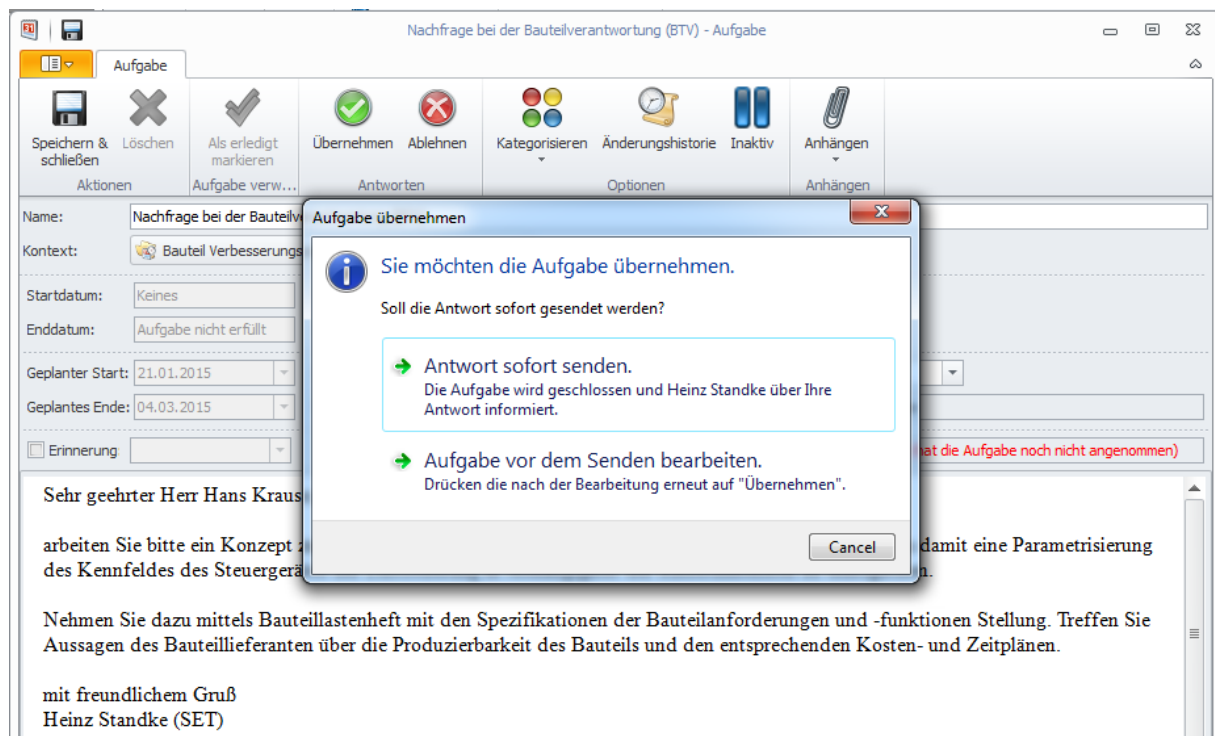 Nachfrage bei der Bauteilverantwortung (BTV) - Aufgabe
Aufgabe
Speichern & schließen
Löschen
Als erledigt markieren
Übernehmen
Ablehnen
Kategorisieren
Änderungshistorie
Inaktiv
Anhängen
Aktionen
Aufgabe verw...
Antworten
Optionen
Anhängen
Name: Nachfrage bei der
Kontext: Bauteil
Startdatum: Keines
Enddatum: Aufgabe nicht erfüllt
Geplanter Start: 21.01.2015
Geplantes Ende: 04.03.2015
Erinnerung
die Aufgabe noch nicht angenommen)
Aufgabe übernehmen
Sie möchten die Aufgabe übernehmen.
Soll die Antwort sofort gesendet werden?
Antwort sofort senden.
Die Aufgabe wird geschlossen und Heinz Standke über Ihre
Antwort informiert.
Aufgabe vor dem Senden bearbeiten.
Drücken die nach der Bearbeitung erneut auf "Übernehmen".
Cancel
Sehr geehrter Herr Hans
arbeiten Sie bitte ein Konzept damit eine Parametrisierung
des Kennfeldes des
Nehmen Sie dazu mittels Bauteillastenheft mit den Spezifikationen der Bauteilanforderungen und -funktionen Stellung. Treffen Sie
Aussagen des Bauteillieferanten über die Produzierbarkeit des Bauteils und den entsprechenden Kosten- und Zeitplänen.
mit freundlichem Gruß
Heinz Standke (SET)